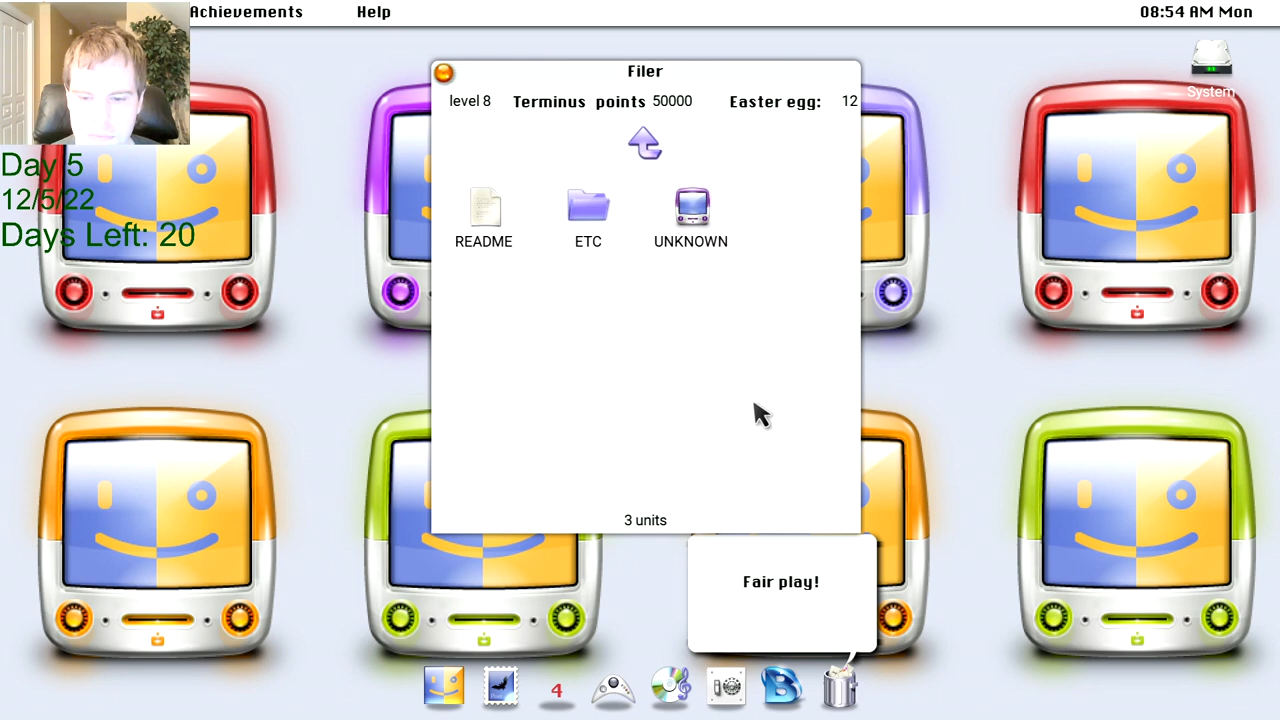 Achievements Help 08:54 AM Mon
Filer
level 8 Terminus points 50000 Easter egg: 12
System
Day 5
12/5/22
Days Left: 20
README ETC UNKNOWN
3 units
Fair play!
4
B